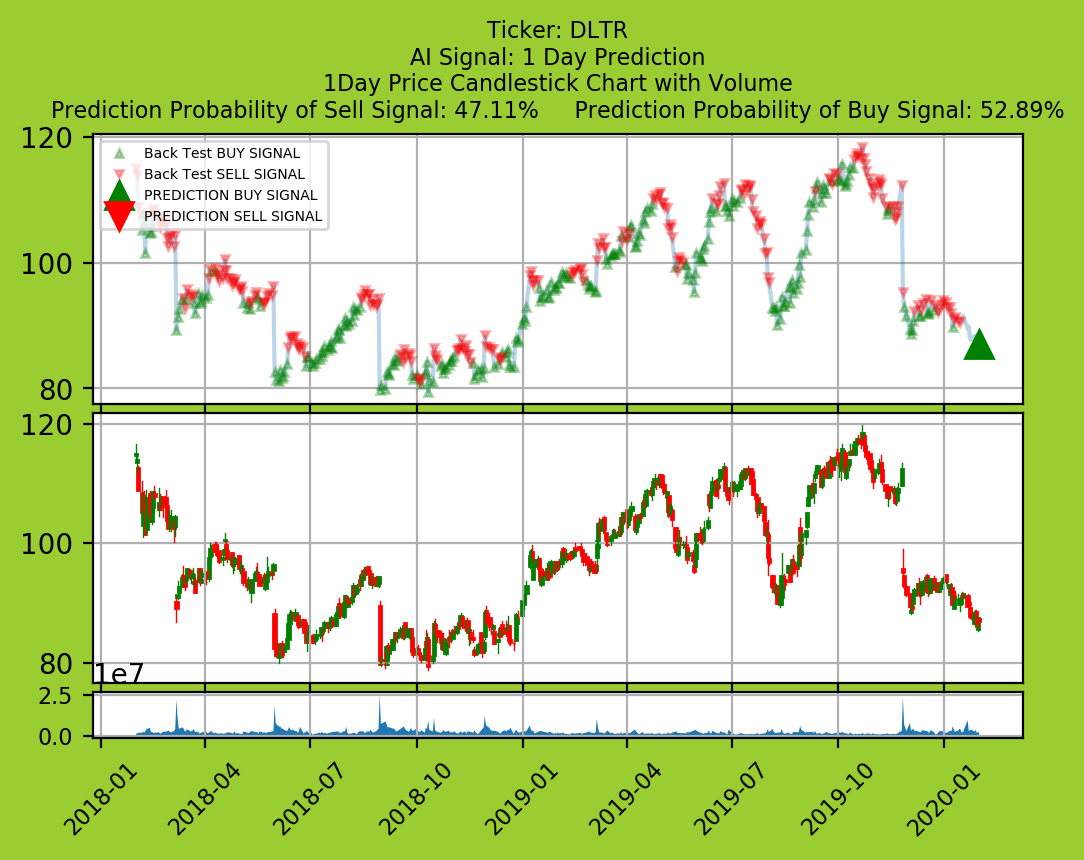 Ticker: DLTR
AI Signal: 1 Day Prediction
1Day Price Candlestick Chart with Volume
Prediction Probability of Sell Signal: 47.11% Prediction Probability of Buy Signal: 52.89%
120
100
80
Back Test BUY SIGNAL
Back Test SELL SIGNAL
PREDICTION BUY SIGNAL
PREDICTION SELL SIGNAL
120
100
80
1e7
2.5
0.0
2018-01
2018-04
2018-07
2018-10
2019-01
2019-04
2019-07
2019-10
2020-01